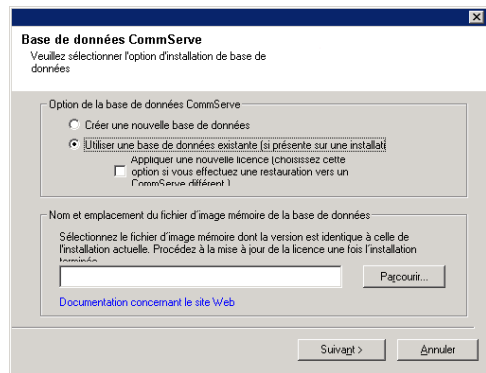 Base de données CommServe
Veuillez sélectionner l'option d'installation de base de
données
Option de la base de données CommServe
Créer une nouvelle base de données
Utiliser une base de données existante (si présente sur une installati
Appliquer une nouvelle licence (choisissez cette
option si vous effectuez une restauration vers un
CommServe différent.)
Nom et emplacement du fichier d'image mémoire de la base de données
Sélectionnez le fichier d'image mémoire dont la version est identique à celle de
l'installation actuelle. Procédez à la mise à jour de la licence une fois l'installation
terminée.
Parcourir...
Documentation concernant le site Web
Suivant >
Annuler